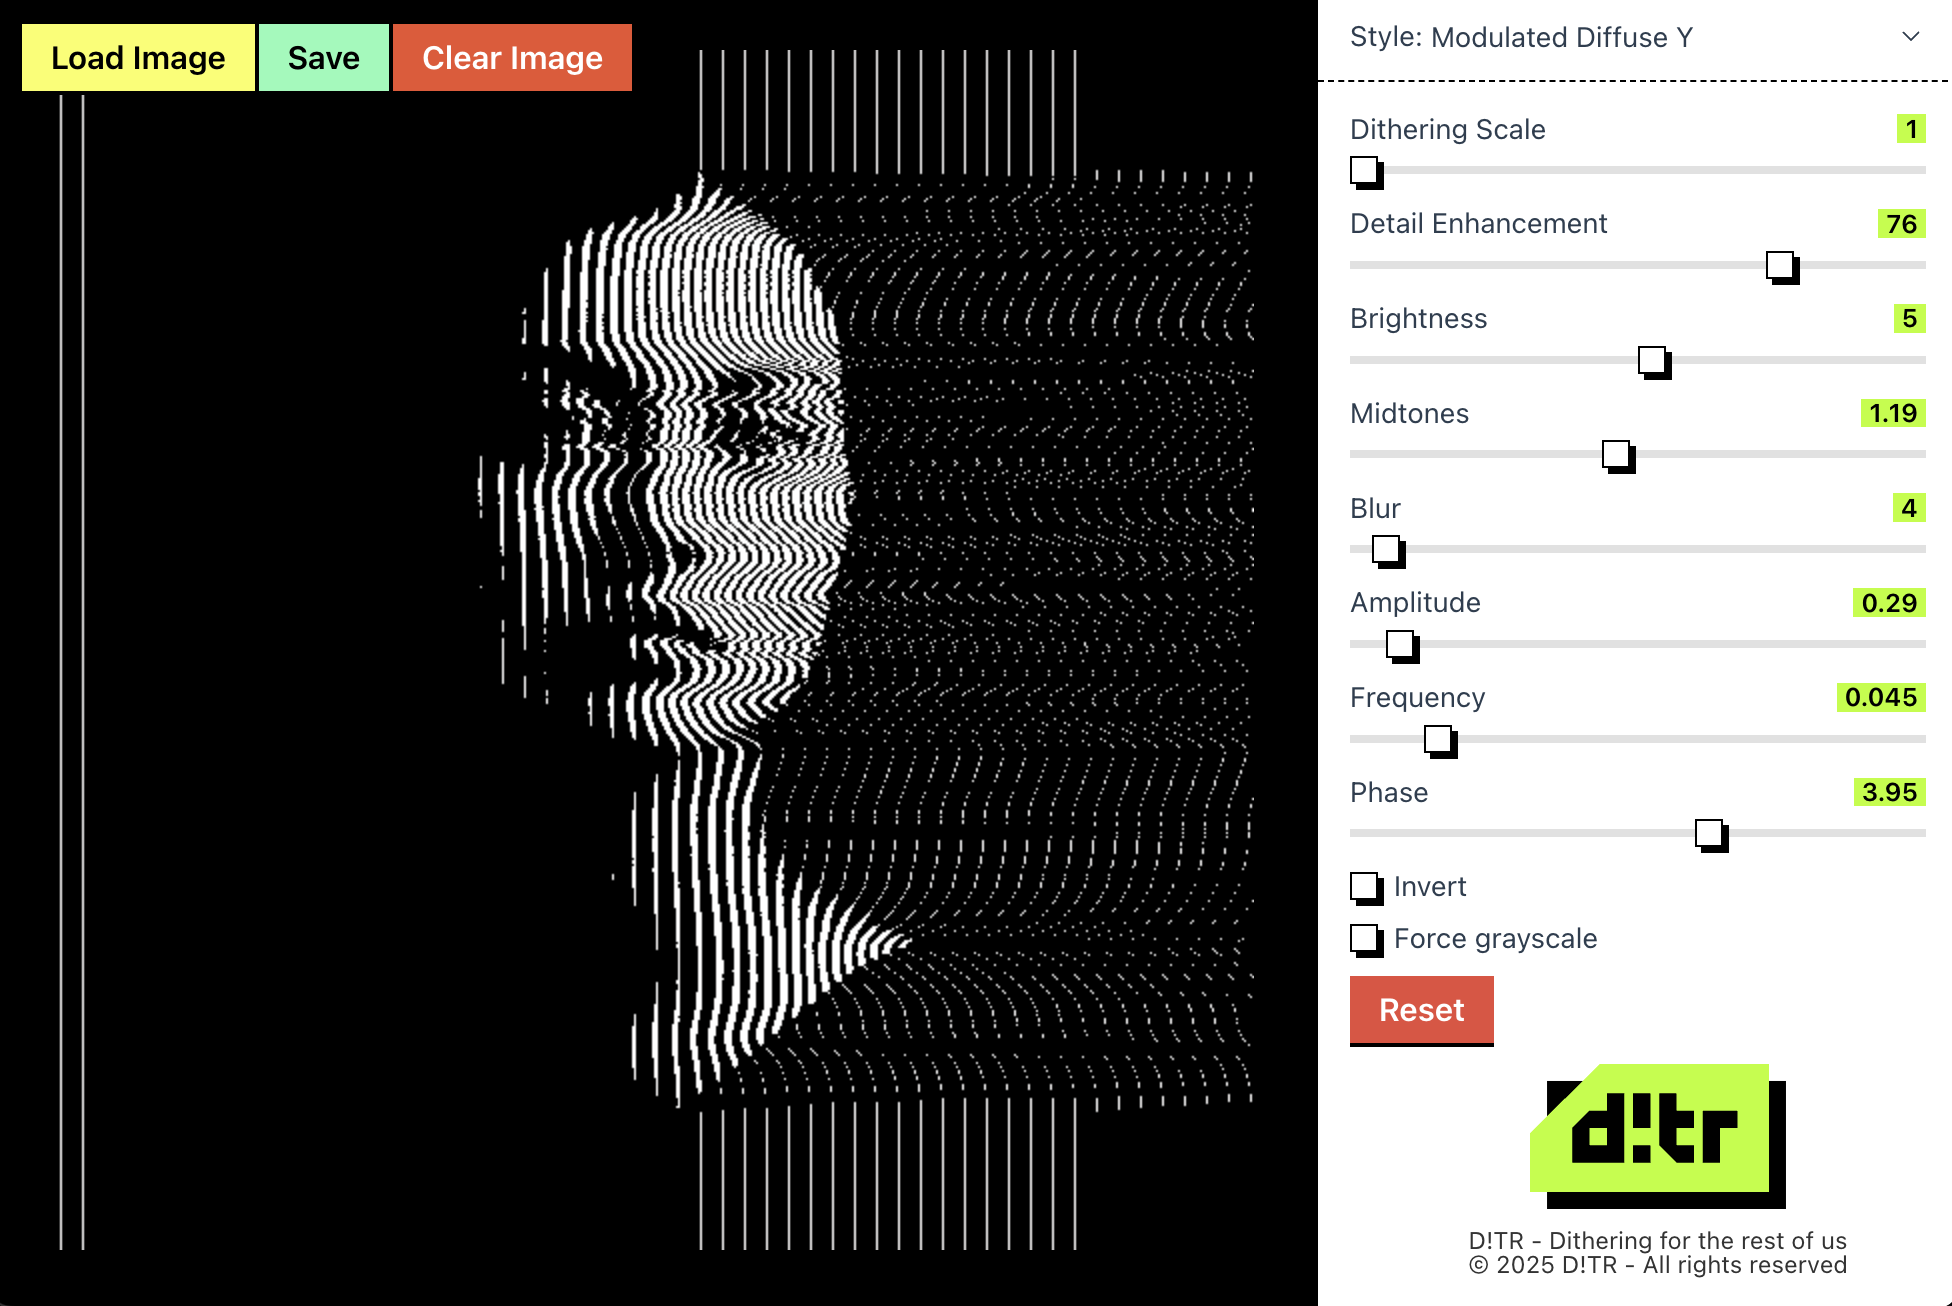 Load Image
Save
Clear Image
Style: Modulated Diffuse Y
Dithering Scale
1
Detail Enhancement
76
Brightness
5
Midtones
1.19
Blur
4
Amplitude
0.29
Frequency
0.045
Phase
3.95
Invert
Force grayscale
Reset
d!tr
D!TR - Dithering for the rest of us
© 2025 D!TR - All rights reserved